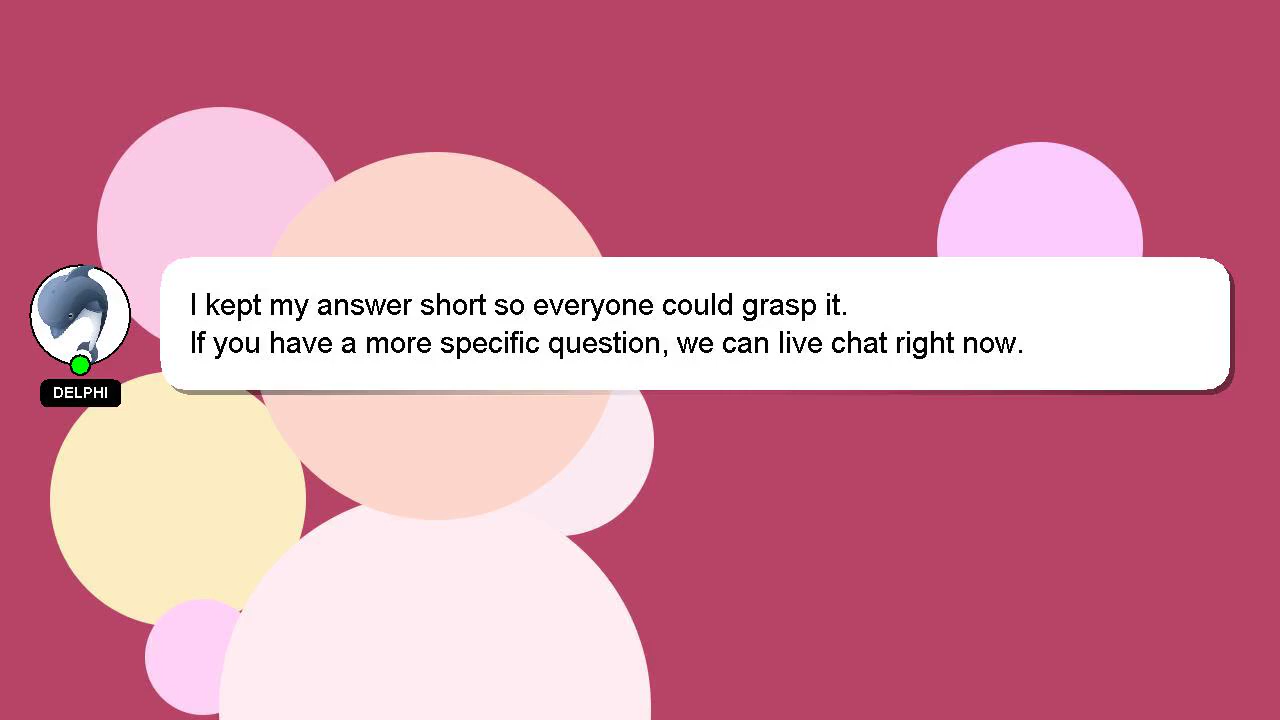 I kept my answer short so everyone could grasp it.
If you have a more specific question, we can live chat right now.
DELPHI